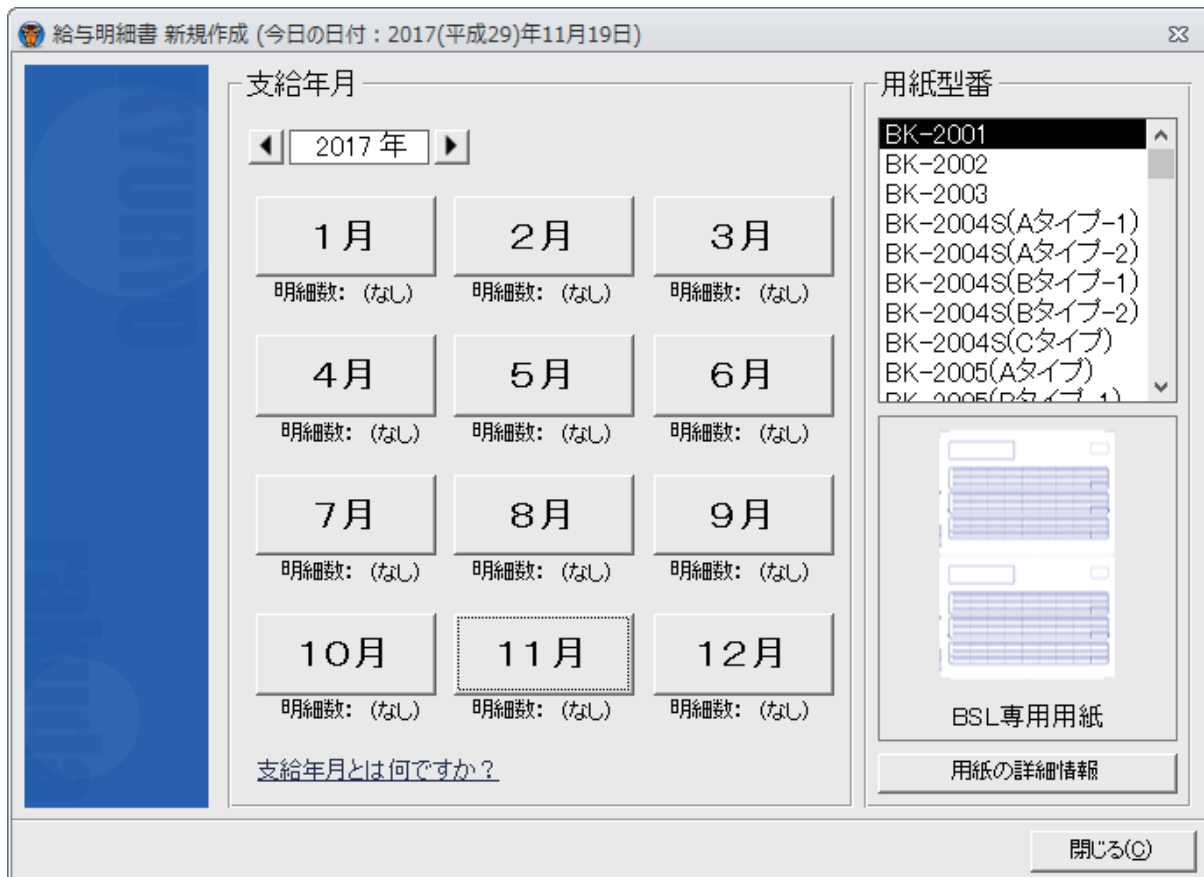 給与明細書 新規作成 (今日の日付：2017(平成29)年11月19日)
KYURYO
rakuda
支給年月
2017 年
1月
2月
3月
明細数： (なし)
明細数： (なし)
明細数： (なし)
4月
5月
6月
明細数： (なし)
明細数： (なし)
明細数： (なし)
7月
8月
9月
明細数： (なし)
明細数： (なし)
明細数： (なし)
10月
11月
12月
明細数： (なし)
明細数： (なし)
明細数： (なし)
支給年月とは何ですか？
用紙型番
BK-2001
BK-2002
BK-2003
BK-2004S(Aタイプ-1)
BK-2004S(Aタイプ-2)
BK-2004S(Bタイプ-1)
BK-2004S(Bタイプ-2)
BK-2004S(Cタイプ)
BK-2005(Aタイプ)
BK-2005(Bタイプ-1)
BSL専用用紙
用紙の詳細情報
閉じる(C)